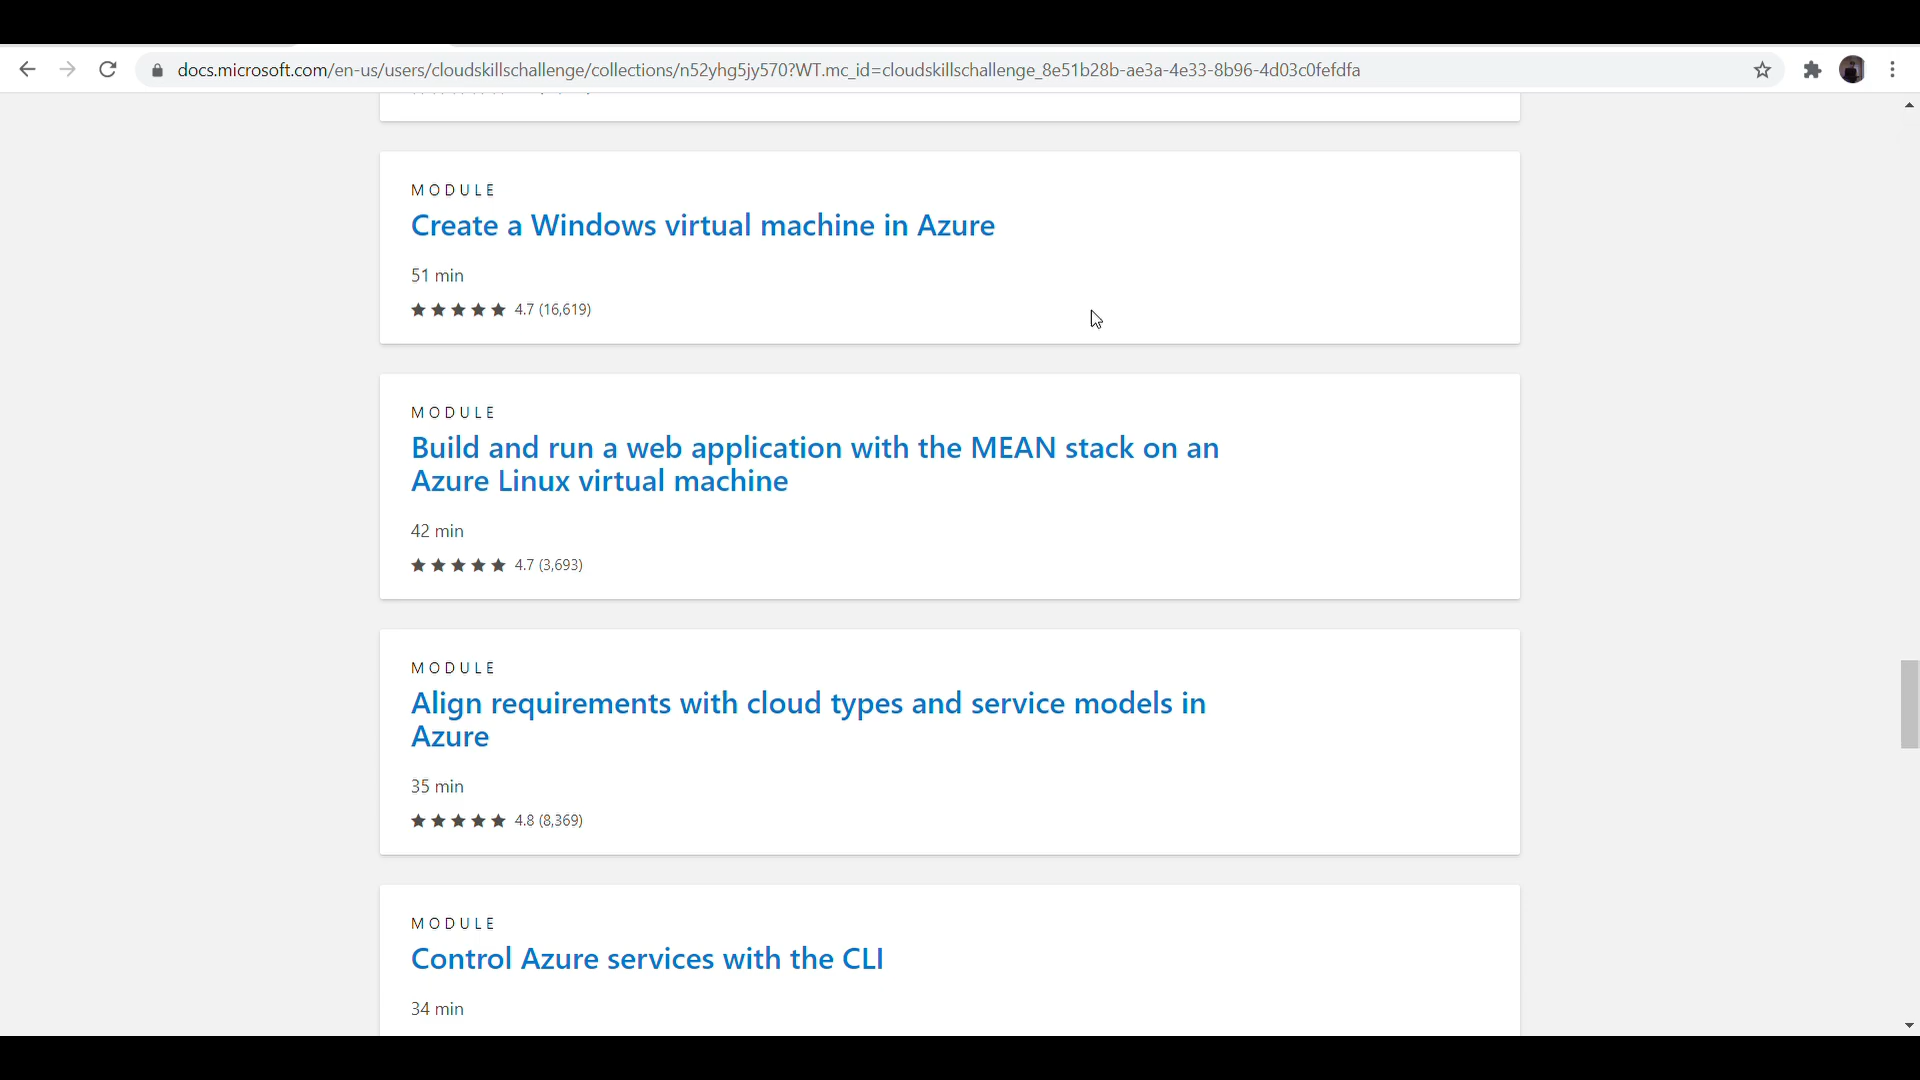 docs.microsoft.com/en-us/users/cloudskillschallenge/collections/n52yhg5jy570?WT.mc_id=cloudskillschallenge_8e51b28b-ae3a-4e33-8b96-4d03c0fefdfa
MODULE
Create a Windows virtual machine in Azure
51 min
4.7 (16,619)
MODULE
Build and run a web application with the MEAN stack on an
Azure Linux virtual machine
42 min
4.7 (3,693)
MODULE
Align requirements with cloud types and service models in
Azure
35 min
4.8 (8,369)
MODULE
Control Azure services with the CLI
34 min